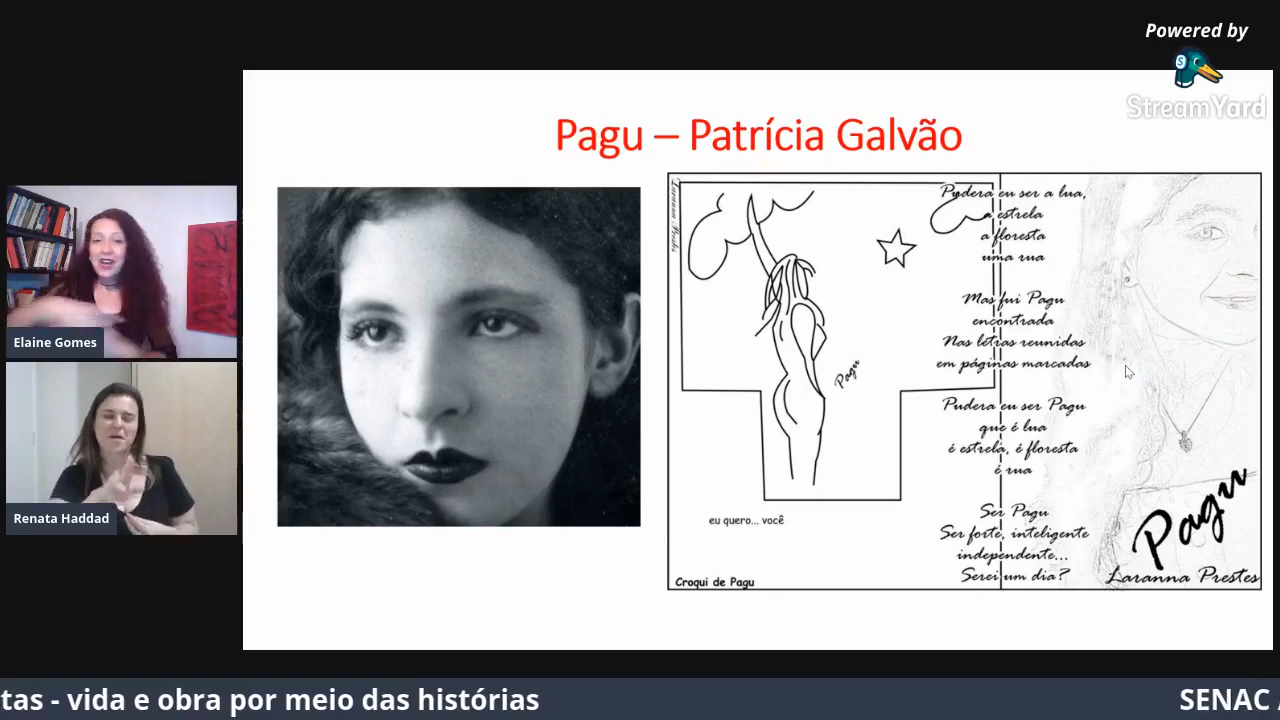 Powered by
StreamYard
Pagu – Patrícia Galvão
Elaine Gomes
Renata Haddad
Pagu
eu quero... você
Croqui de Pagu
Pudera eu ser a lua,
a estrela
a floresta
uma rua
Mas fui Pagu
encontrada
Nas letras reunidas
em páginas marcadas
Pudera eu ser Pagu
que é lua
é estrela, é floresta
é rua
Ser Pagu
Ser forte, inteligente
independente...
Serei um dia?
Pagu
Laranna Prestes
tas - vida e obra por meio das histórias
SENAC